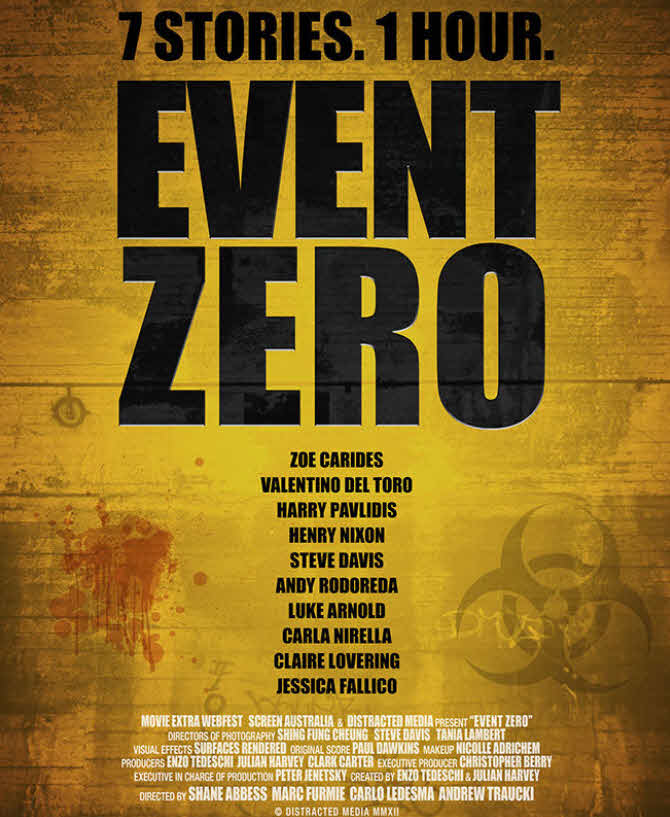 7 STORIES. 1 HOUR.
EVENT
ZERO
ZOE CARIDES
VALENTINO DEL TORO
HARRY PAVLIDIS
HENRY NIXON
STEVE DAVIS
ANDY RODOREDA
LUKE ARNOLD
CARLA NIRELLA
CLAIRE LOVERING
JESSICA FALLICO
MOVIE EXTRA WEBFEST SCREEN AUSTRALIA & DISTRACTED MEDIA PRESENT "EVENT ZERO"
DIRECTORS OF PHOTOGRAPHY SHING FUNG CHEUNG STEVE DAVIS TANIA LAMBERT
VISUAL EFFECTS SURFACES RENDERED ORIGINAL SCORE PAUL DAWKINS MAKEUP NICOLLE ADRICHEM
PRODUCERS ENZO TEDESCHI JULIAN HARVEY CLARK CARTER EXECUTIVE PRODUCER CHRISTOPHER BERRY
EXECUTIVE IN CHARGE OF PRODUCTION PETER JENETSKY CREATED BY ENZO TEDESCHI & JULIAN HARVEY
DIRECTED BY SHANE ABBESS MARC FURMIE CARLO LEDESMA ANDREW TRAUCKI
© DISTRACTED MEDIA MMXII